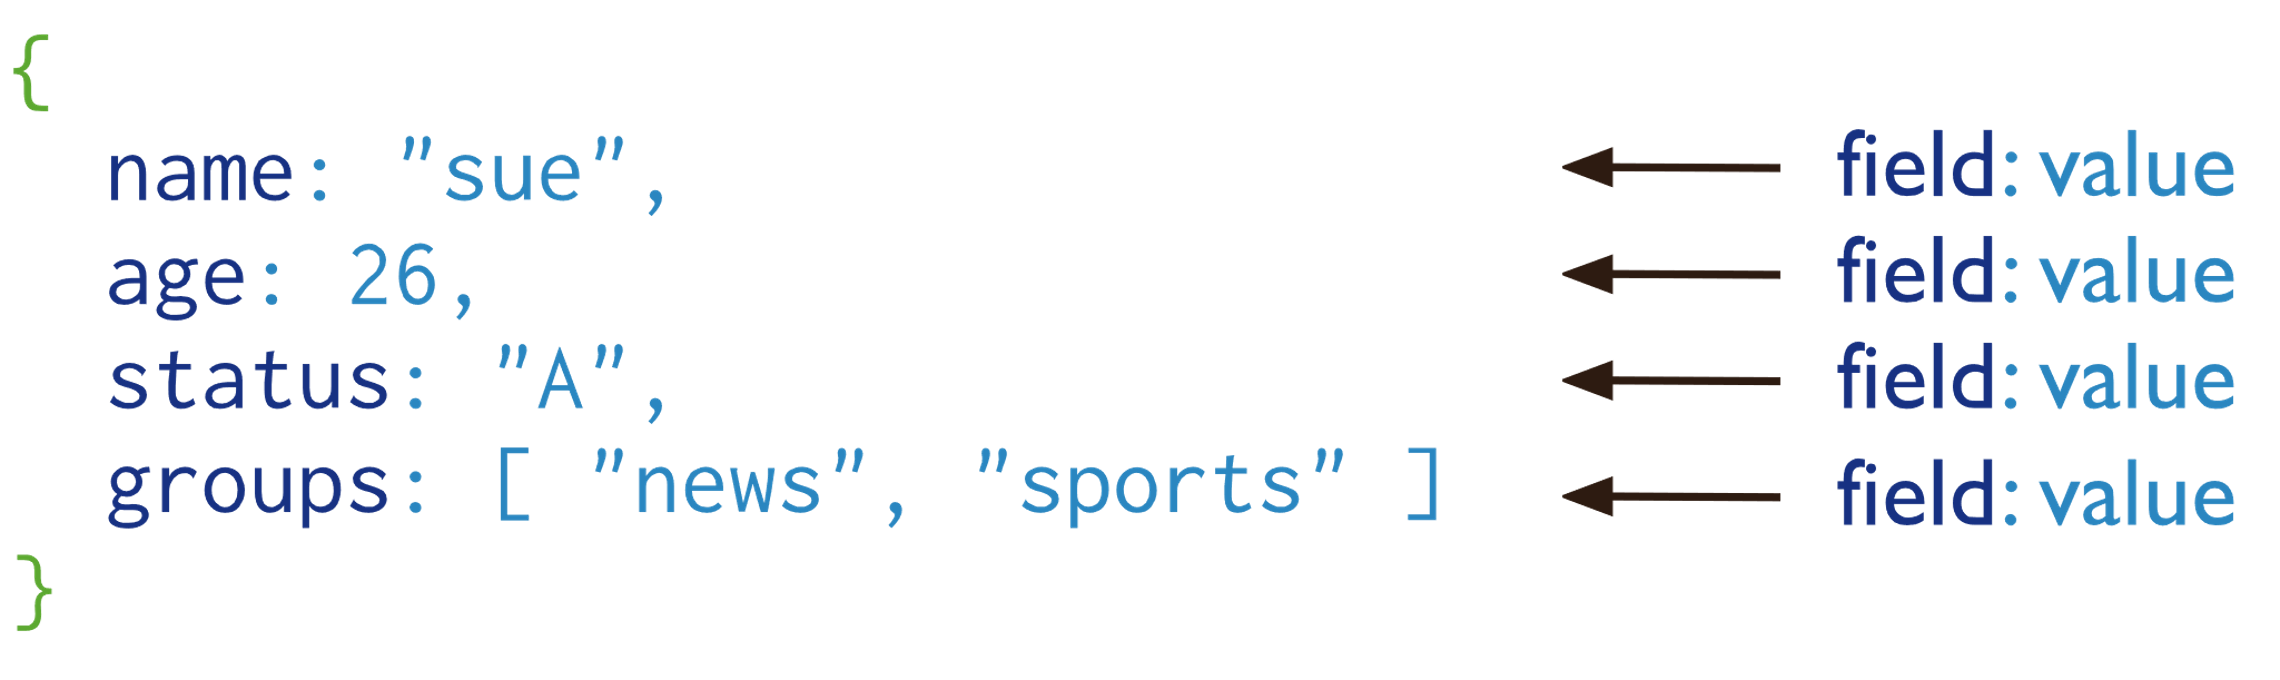 {
name: "sue", field: value
age: 26, field: value
status: "A", field: value
groups: [ "news", "sports" ] field: value
}